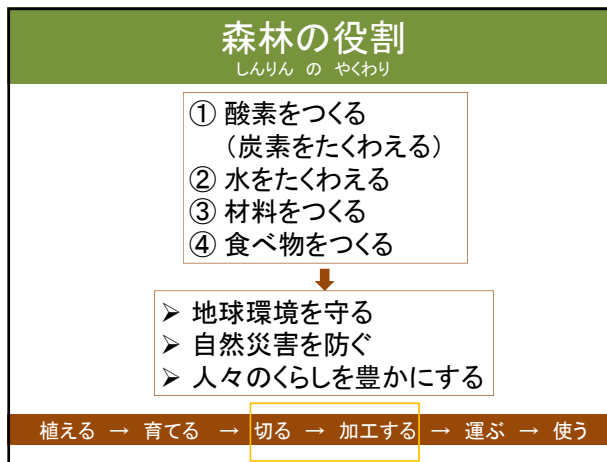 森林の役割
しんりん の やくわり
① 酸素をつくる
（炭素をたくわえる）
② 水をたくわえる
③ 材料をつくる
④ 食べ物をつくる
➢ 地球環境を守る
➢ 自然災害を防ぐ
➢ 人々のくらしを豊かにする
植える → 育てる → 切る → 加工する → 運ぶ → 使う